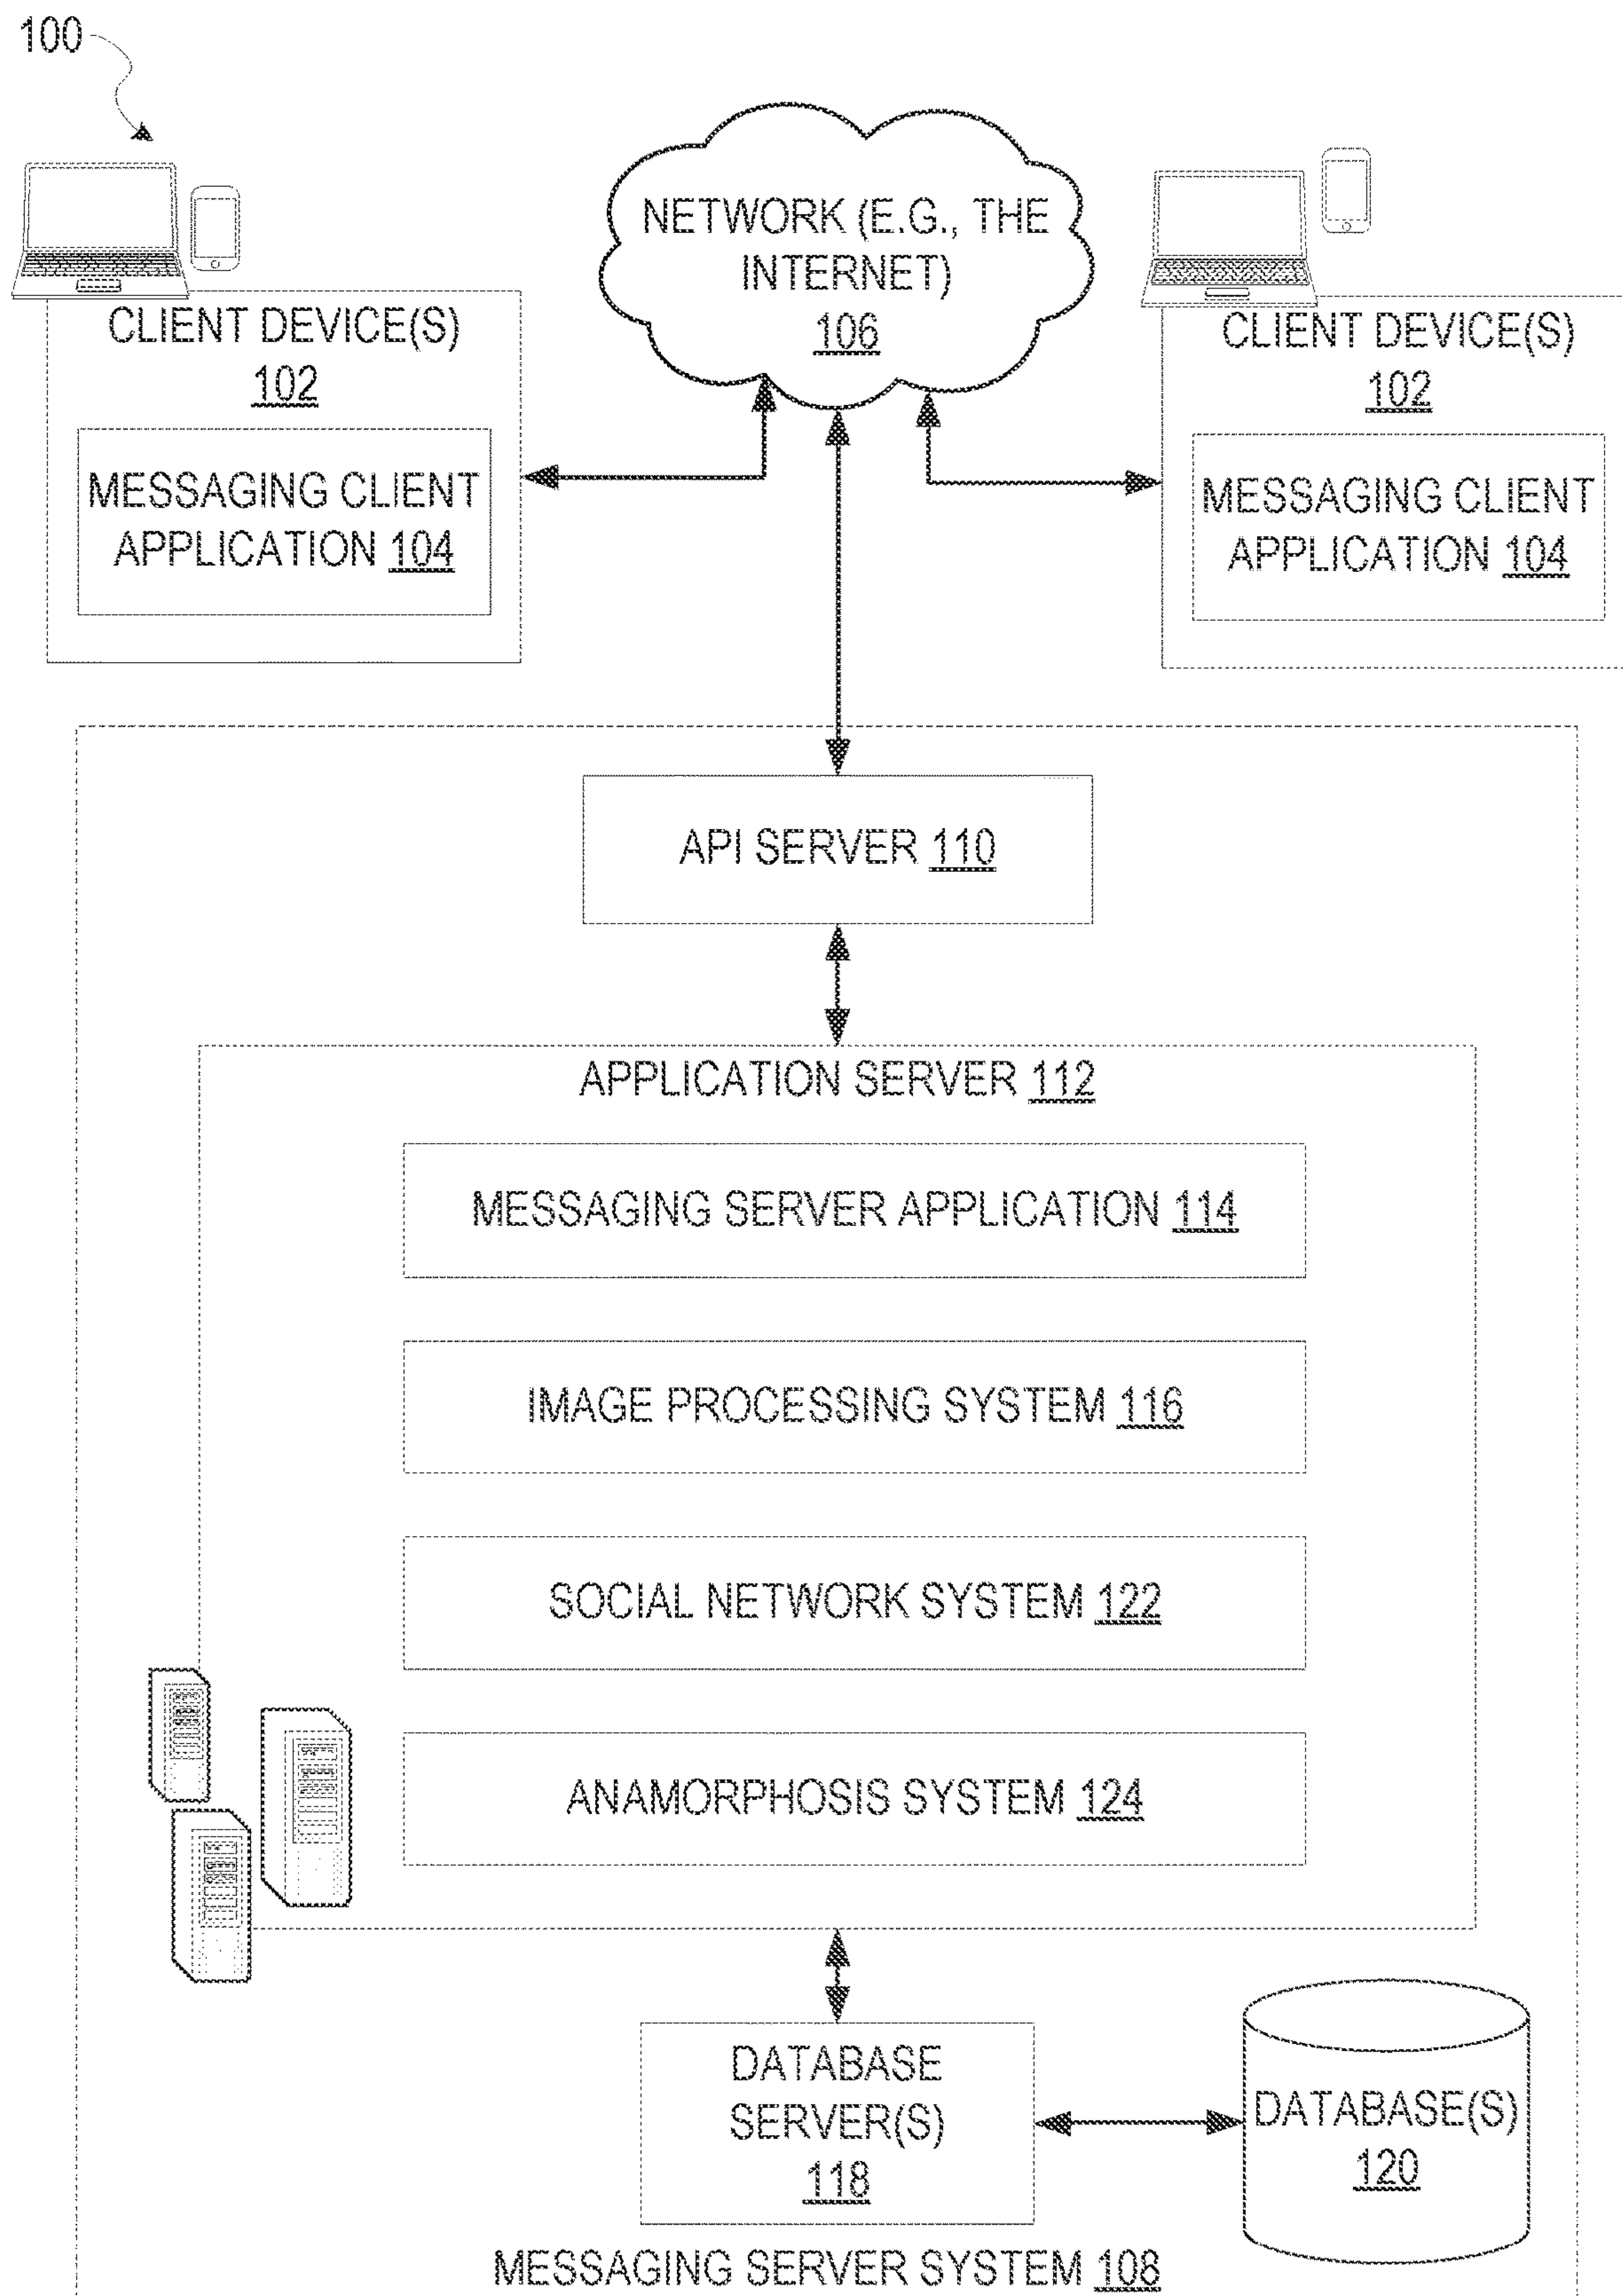 100
NETWORK (E.G., THE
INTERNET)
106
CLIENT DEVICE(S)
102
MESSAGING CLIENT
APPLICATION 104
CLIENT DEVICE(S)
102
MESSAGING CLIENT
APPLICATION 104
API SERVER 110
APPLICATION SERVER 112
MESSAGING SERVER APPLICATION 114
IMAGE PROCESSING SYSTEM 116
SOCIAL NETWORK SYSTEM 122
ANAMORPHOSIS SYSTEM 124
DATABASE
SERVER(S)
118
DATABASE(S)
120
MESSAGING SERVER SYSTEM 108